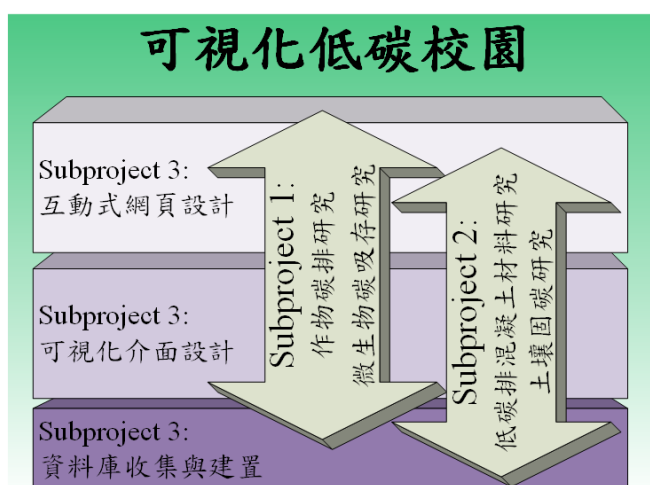 可視化低碳校園
Subproject 3:
互動式網頁設計
Subproject 3:
可視化介面設計
Subproject 3:
資料庫收集與建置
Subproject 1:
作物碳排研究
微生物碳吸存研究
Subproject 2:
低碳排混凝土材料研究
土壤固碳研究